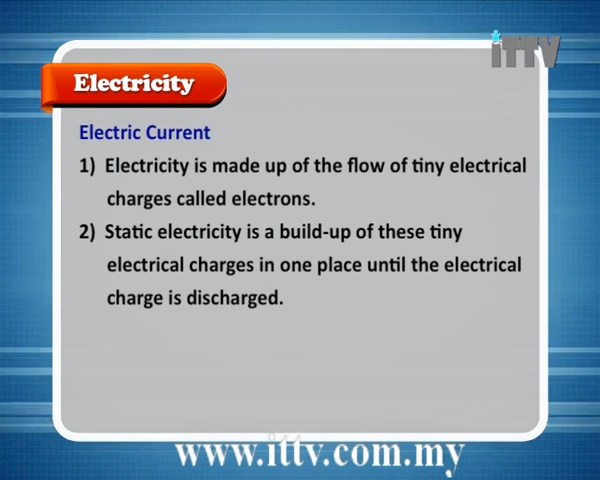 iTTV
Electricity
Electric Current
1) Electricity is made up of the flow of tiny electrical
charges called electrons.
2) Static electricity is a build-up of these tiny
electrical charges in one place until the electrical
charge is discharged.
www.ittv.com.my